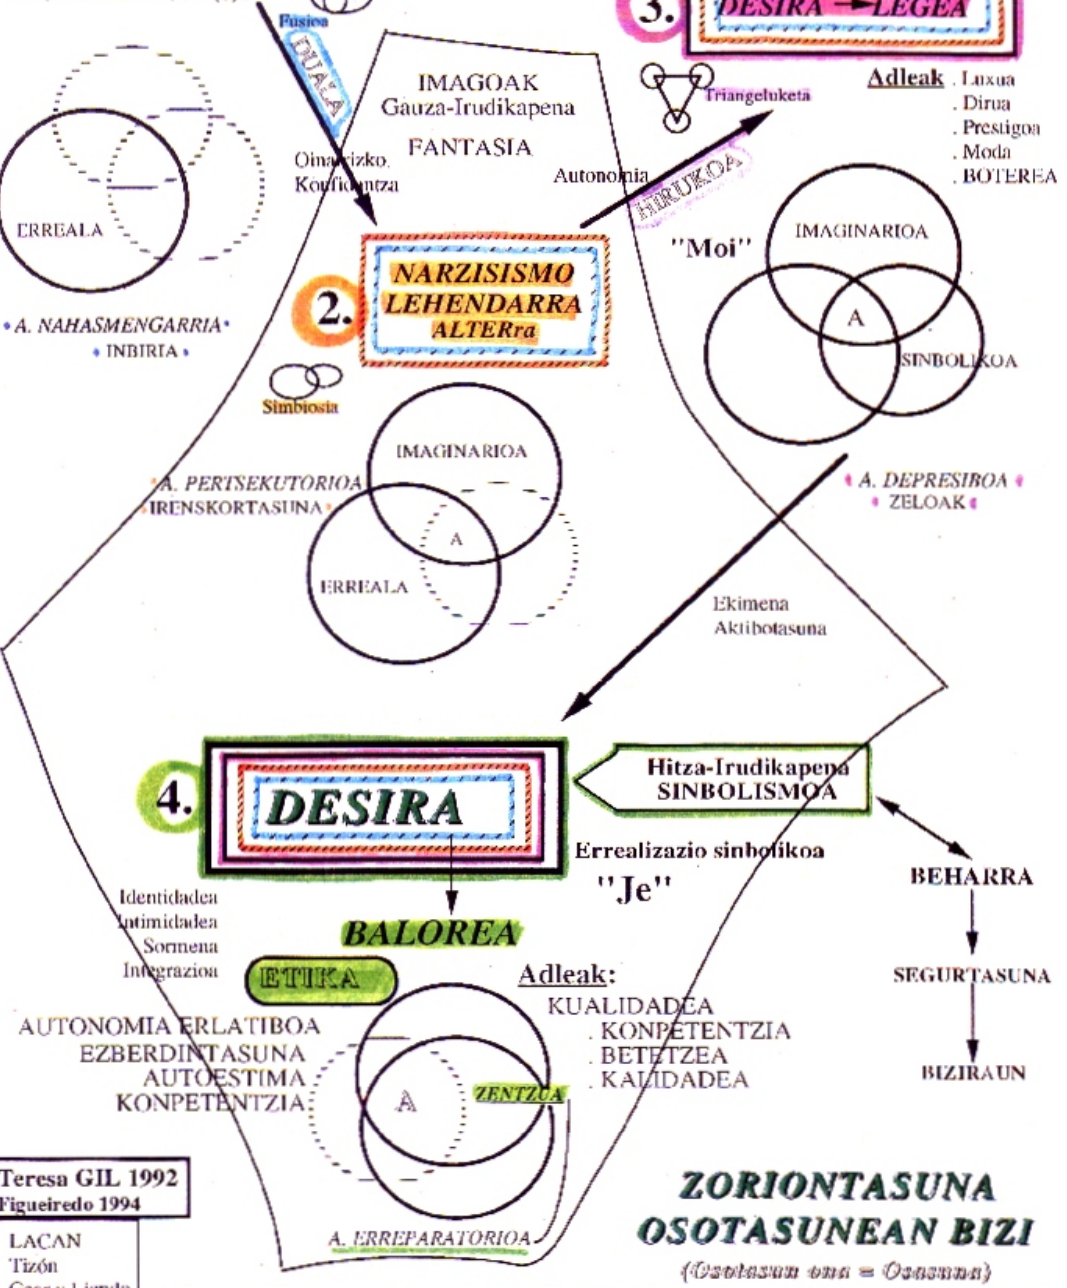 Fusioa
DUALA
3.
DESIRA → LEGEA
IMAGOAK
Gauza-Irudikapena
FANTASIA
Triangeluketa
Adleak
. Luxua
. Dirua
. Prestigoa
. Moda
. BOTEREA
Oinarrizko.
Konfidantza
Autonomia
HIRUKOA
ERREALA
"Moi"
IMAGINARIOA
A
SINBOLIKOA
2.
NARZISISMO
LEHENDARRA
ALTERra
A. NAHASMENGARRIA
INBIRIA
Simbiosia
IMAGINARIOA
A. PERTSEKUTORIOA
IRENSKORTASUNA
A
ERREALA
A. DEPRESIBOA
ZELOAK
Ekimena
Aktibotasuna
4.
DESIRA
Hitza-Irudikapena
SINBOLISMOA
Errealizazio sinbolikoa
"Je"
BEHARRA
SEGURTASUNA
BIZIRAUN
Identidadea
Intimidadea
Sormena
Integrazioa
BALOREA
ETIKA
Adleak:
KUALIDADEA
. KONPETENTZIA
. BETETZEA
. KALIDADEA
AUTONOMIA ERLATIBOA
EZBERDINTASUNA
AUTOESTIMA
KONPETENTZIA
A
ZENTZUA
A. ERREPARATORIOA
Teresa GIL 1992
Figueiredo 1994
LACAN
Tizón
ZORIONTASUNA
OSOTASUNEAN BIZI
(Osotasun ona = Osasuna)